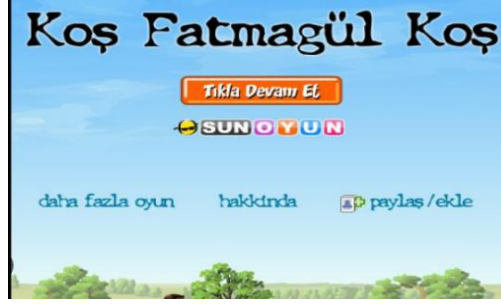 Koş Fatmagül Koş
Tıkla Devam Et
SUNOYUN
daha fazla oyun hakkında paylaş/ekle